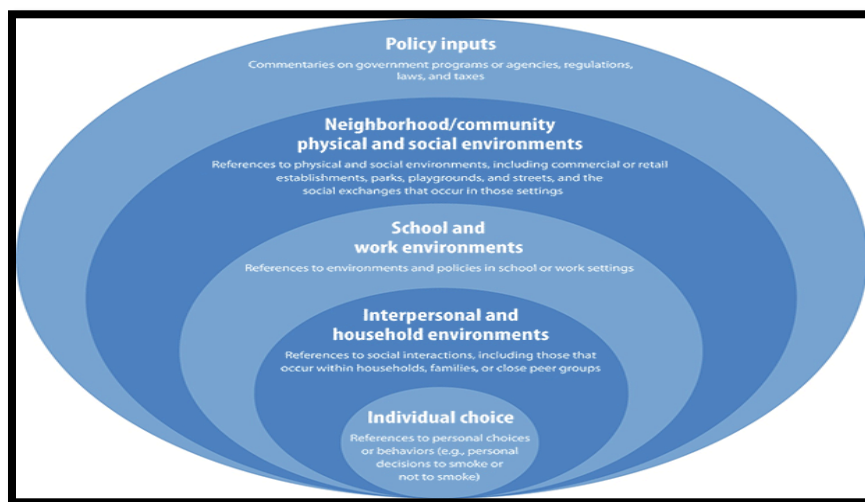 Policy inputs
Commentaries on government programs or agencies, regulations,
laws, and taxes
Neighborhood/community
physical and social environments
References to physical and social environments, including commercial or retail
establishments, parks, playgrounds, and streets, and the
social exchanges that occur in those settings
School and
work environments
References to environments and policies in school or work settings
Interpersonal and
household environments
References to social interactions, including those that
occur within households, families, or close peer groups
Individual choice
References to personal choices
or behaviors (e.g., personal
decisions to smoke or
not to smoke)